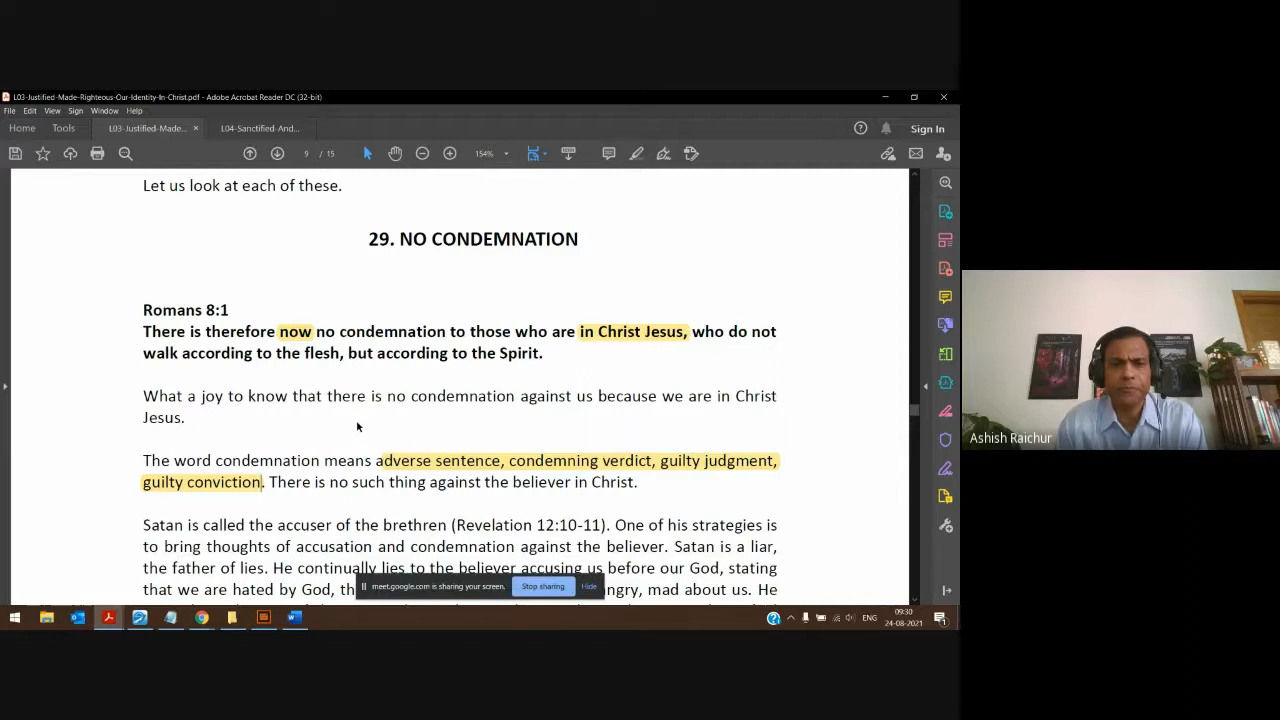 L03-Justified-Made-Righteous-Our-Identity-In-Christ.pdf - Adobe Acrobat Reader DC (32-bit)
File Edit View Sign Window Help
Home Tools L03-Justified-Made... × L04-Sanctified-And... Sign In
9 / 15 154%
Let us look at each of these.
29. NO CONDEMNATION
Romans 8:1
There is therefore now no condemnation to those who are in Christ Jesus, who do not
walk according to the flesh, but according to the Spirit.
What a joy to know that there is no condemnation against us because we are in Christ
Jesus.
The word condemnation means adverse sentence, condemning verdict, guilty judgment,
guilty conviction. There is no such thing against the believer in Christ.
Satan is called the accuser of the brethren (Revelation 12:10-11). One of his strategies is
to bring thoughts of accusation and condemnation against the believer. Satan is a liar,
the father of lies. He continually lies to the believer accusing us before our God, stating
that we are hated by God, ngry, mad about us. He
meet.google.com is sharing your screen. Stop sharing Hide
Ashish Raichur
ENG 09:30
24-08-2021